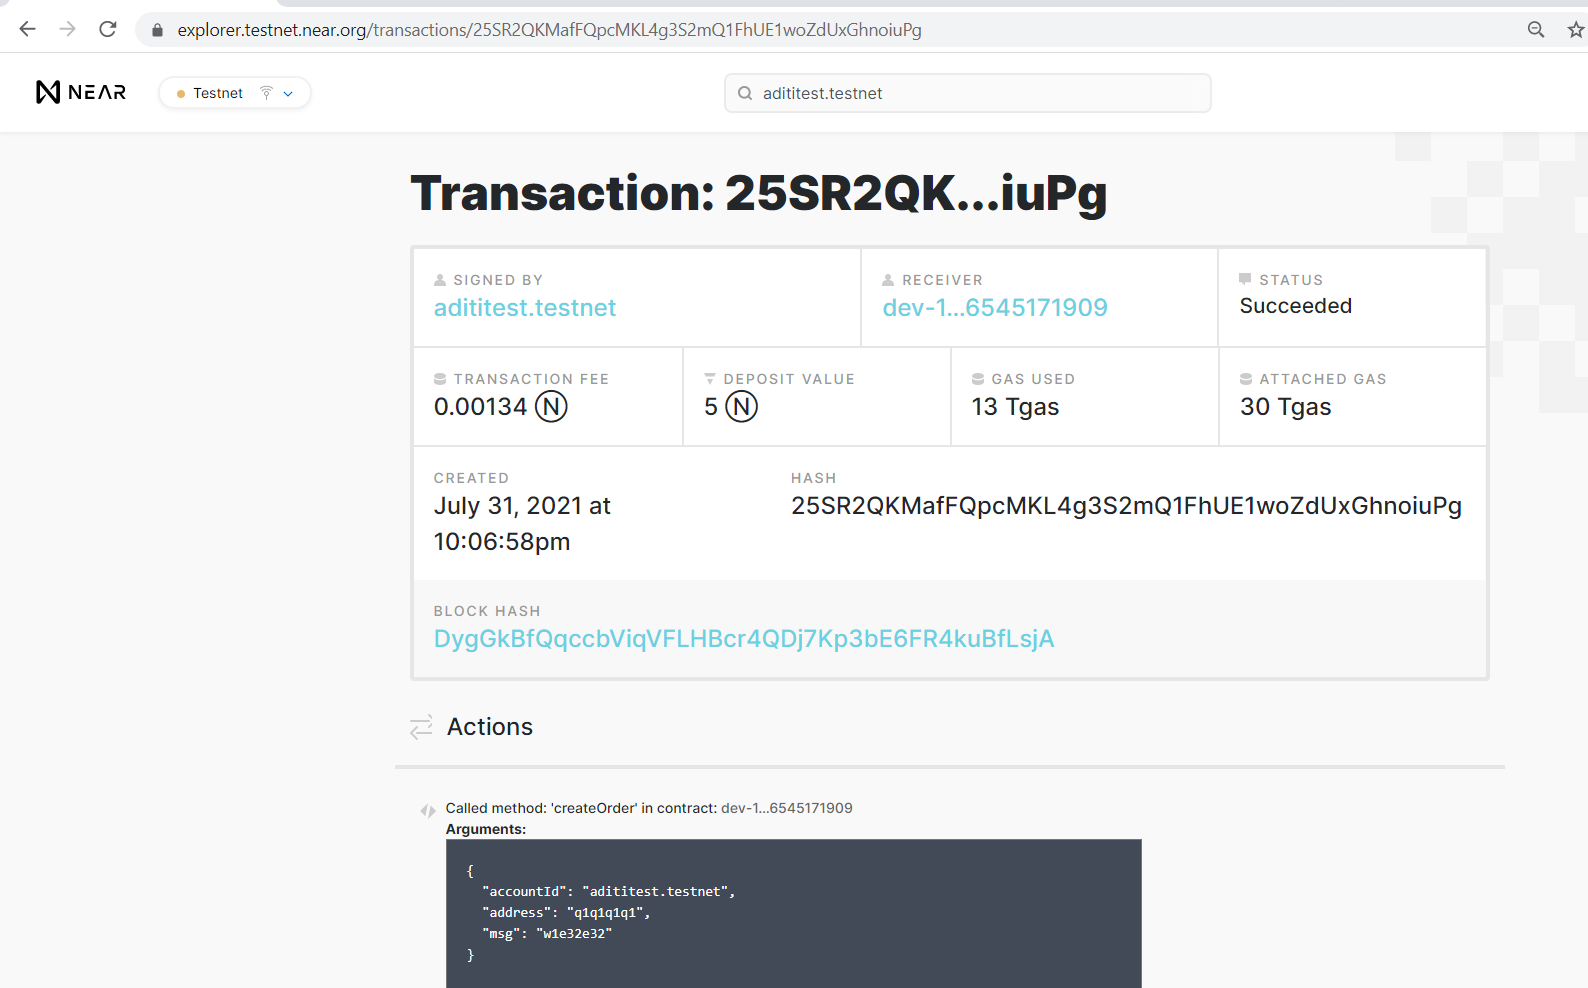 explorer.testnet.near.org/transactions/25SR2QKMafFQpcMKL4g3S2mQ1FhUE1woZdUxGhnoiuPg
NEAR
Testnet
adititest.testnet
Transaction: 25SR2QK...iuPg
SIGNED BY
adititest.testnet
RECEIVER
dev-1...6545171909
STATUS
Succeeded
TRANSACTION FEE
0.00134 Ⓝ
DEPOSIT VALUE
5 Ⓝ
GAS USED
13 Tgas
ATTACHED GAS
30 Tgas
CREATED
July 31, 2021 at
10:06:58pm
HASH
25SR2QKMafFQpcMKL4g3S2mQ1FhUE1woZdUxGhnoiuPg
BLOCK HASH
DygGkBfQqccbViqVFLHBcr4QDj7Kp3bE6FR4kuBfLsjA
Actions
Called method: 'createOrder' in contract: dev-1...6545171909
Arguments:
{
"accountId": "adititest.testnet",
"address": "q1q1q1q1",
"msg": "w1e32e32"
}